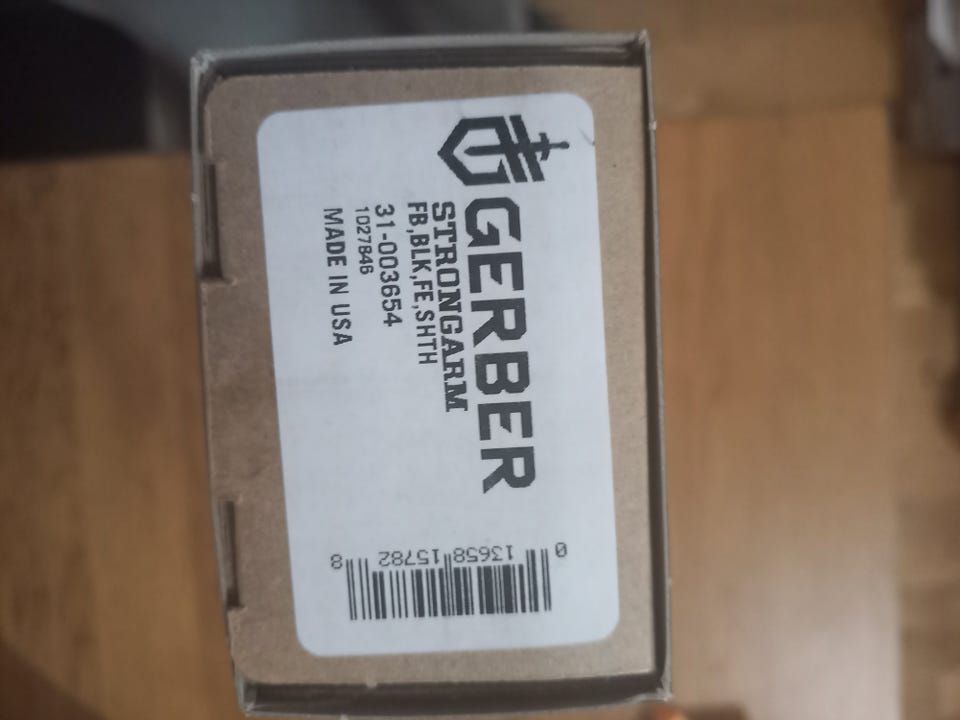 GERBER
STRONGARM
FB,BLK,FE,SHTH
31-003654
1027846
MADE IN USA
0 13658 15782 8